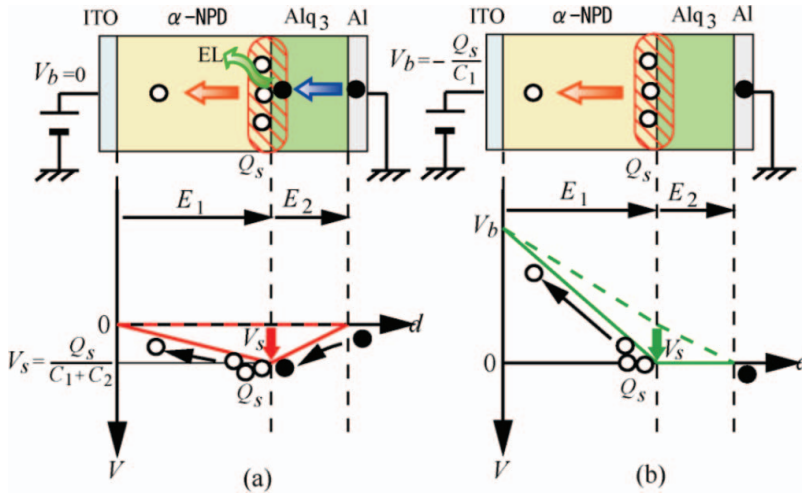 ITO α-NPD Alq3 Al
EL
Vb=0
Qs
E1 E2
0
d
Vs
Vs= Qs / C1+C2
Qs
V
(a)
ITO α-NPD Alq3 Al
Vb=- Qs / C1
Qs
E1 E2
Vb
Vs
0
Qs
V
(b)